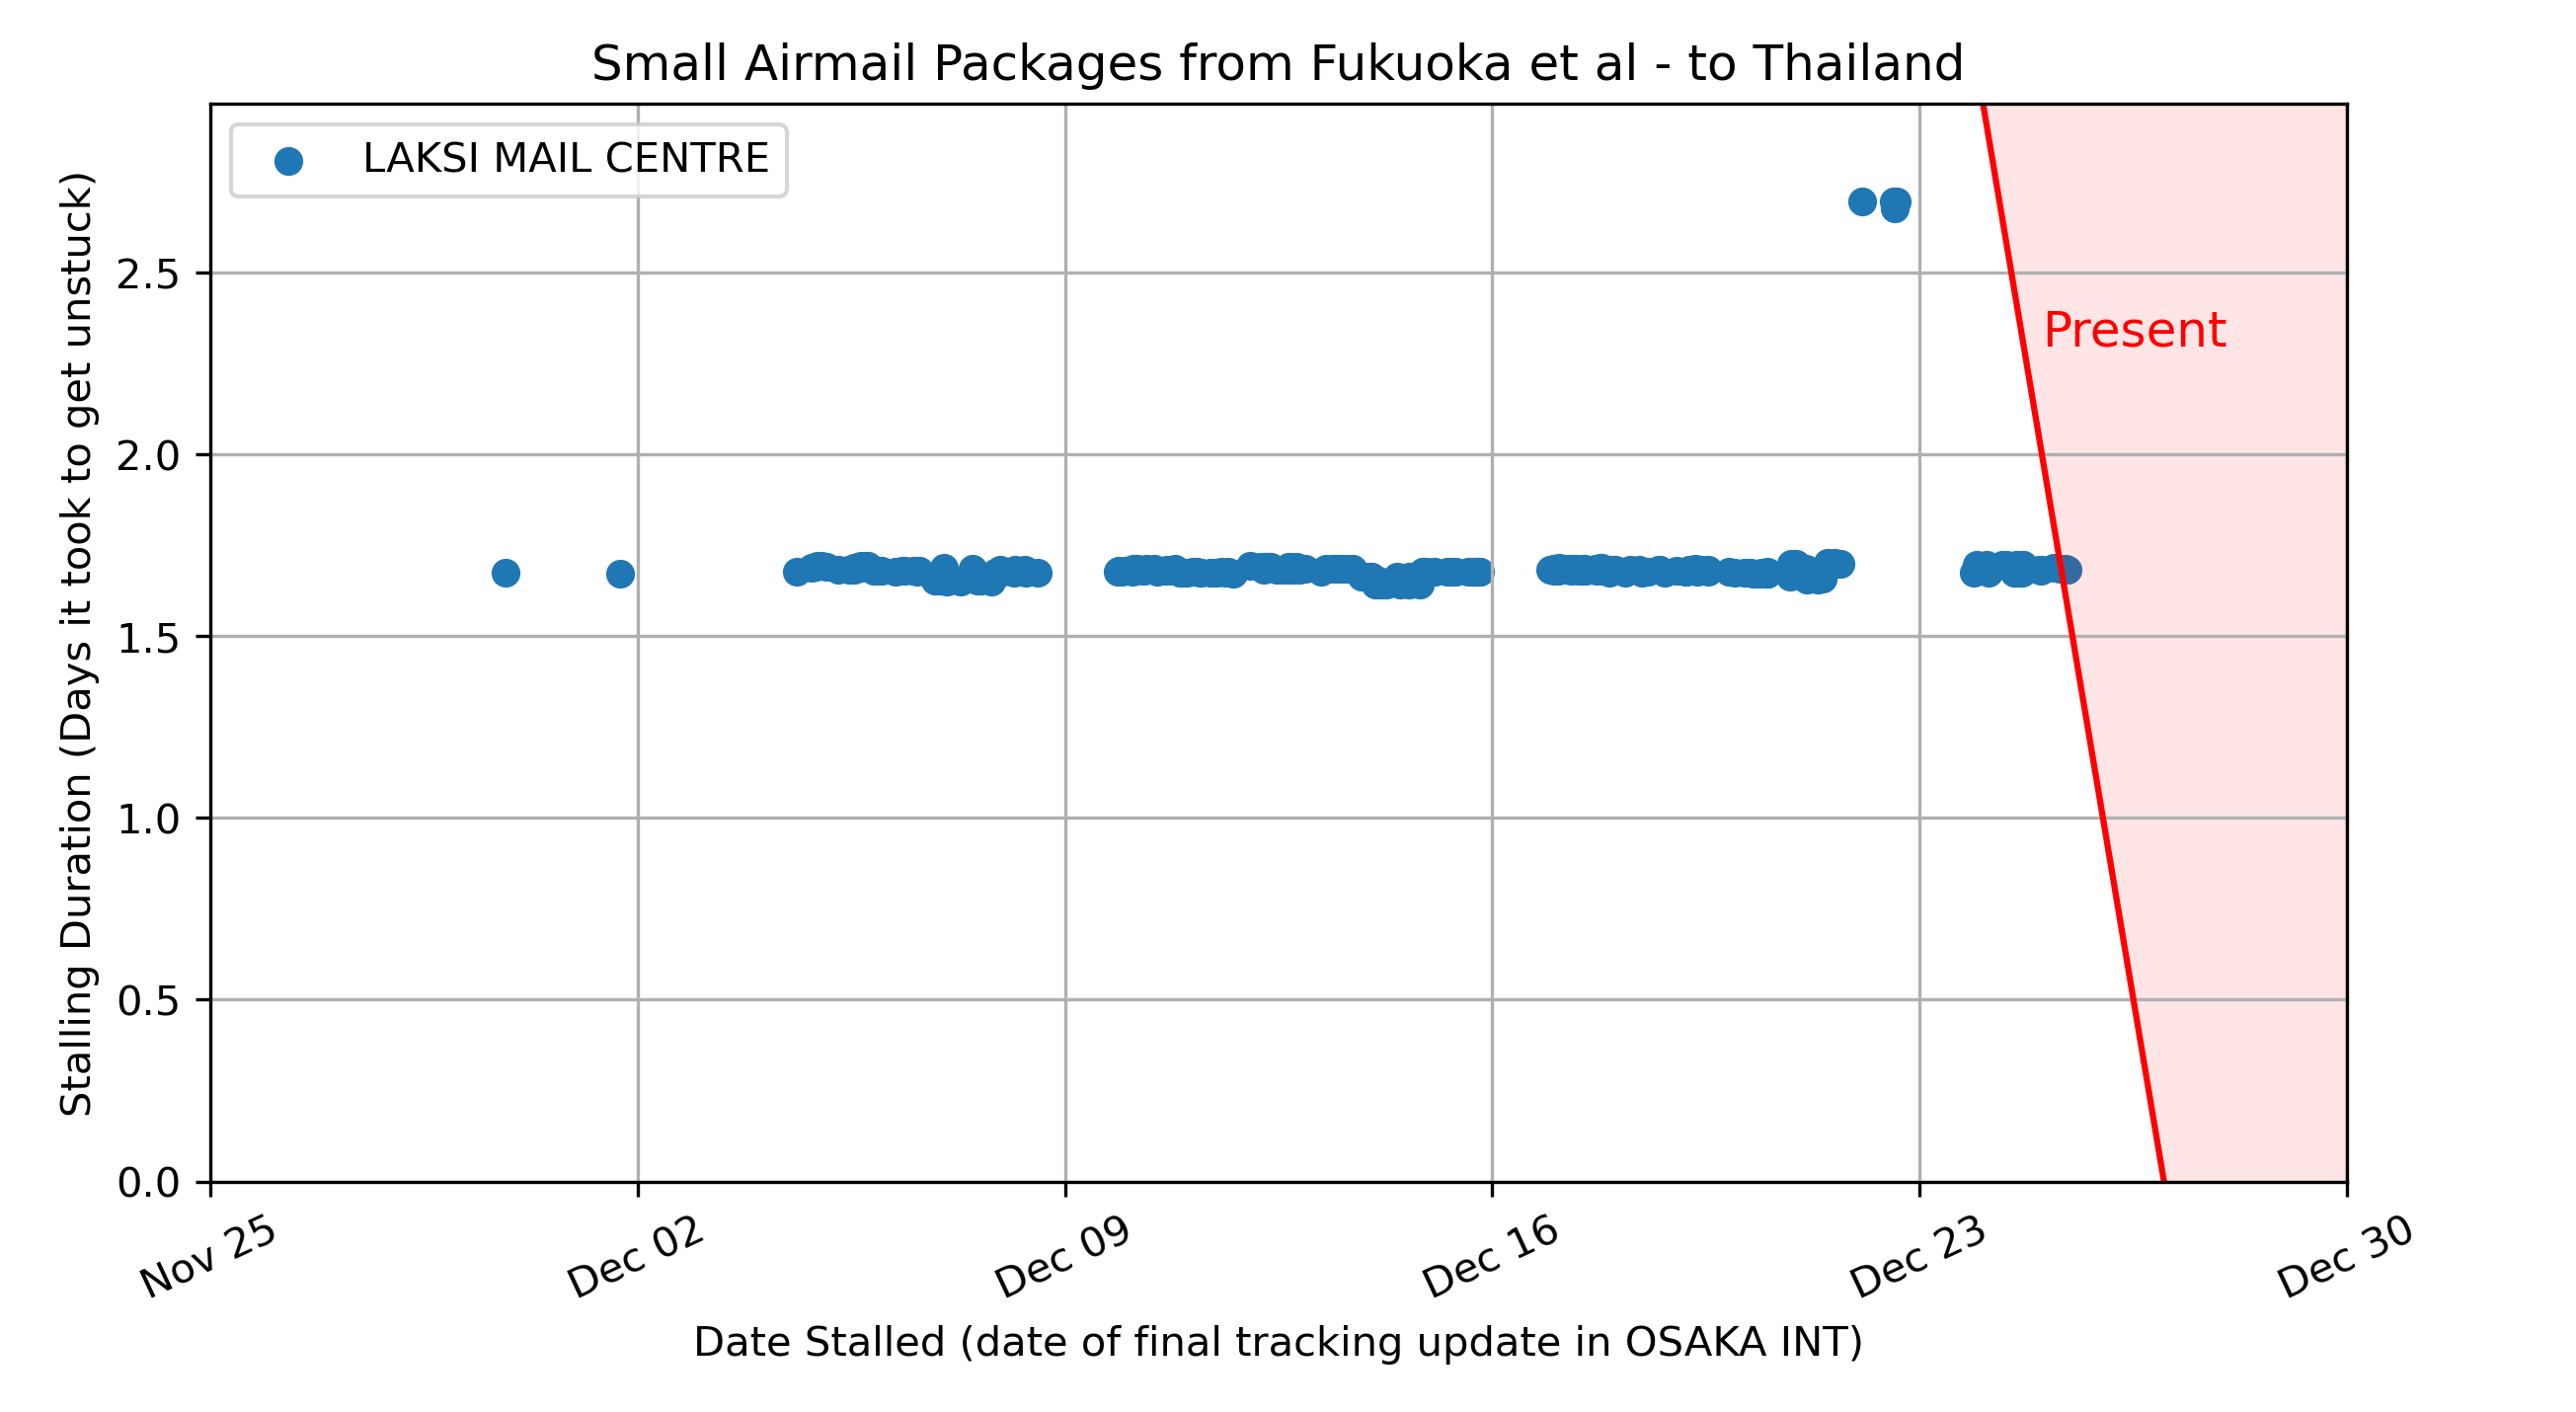 Small Airmail Packages from Fukuoka et al - to Thailand
LAKSI MAIL CENTRE
Present
Stalling Duration (Days it took to get unstuck)
2.5
2.0
1.5
1.0
0.5
0.0
Nov 25
Dec 02
Dec 09
Dec 16
Dec 23
Dec 30
Date Stalled (date of final tracking update in OSAKA INT)